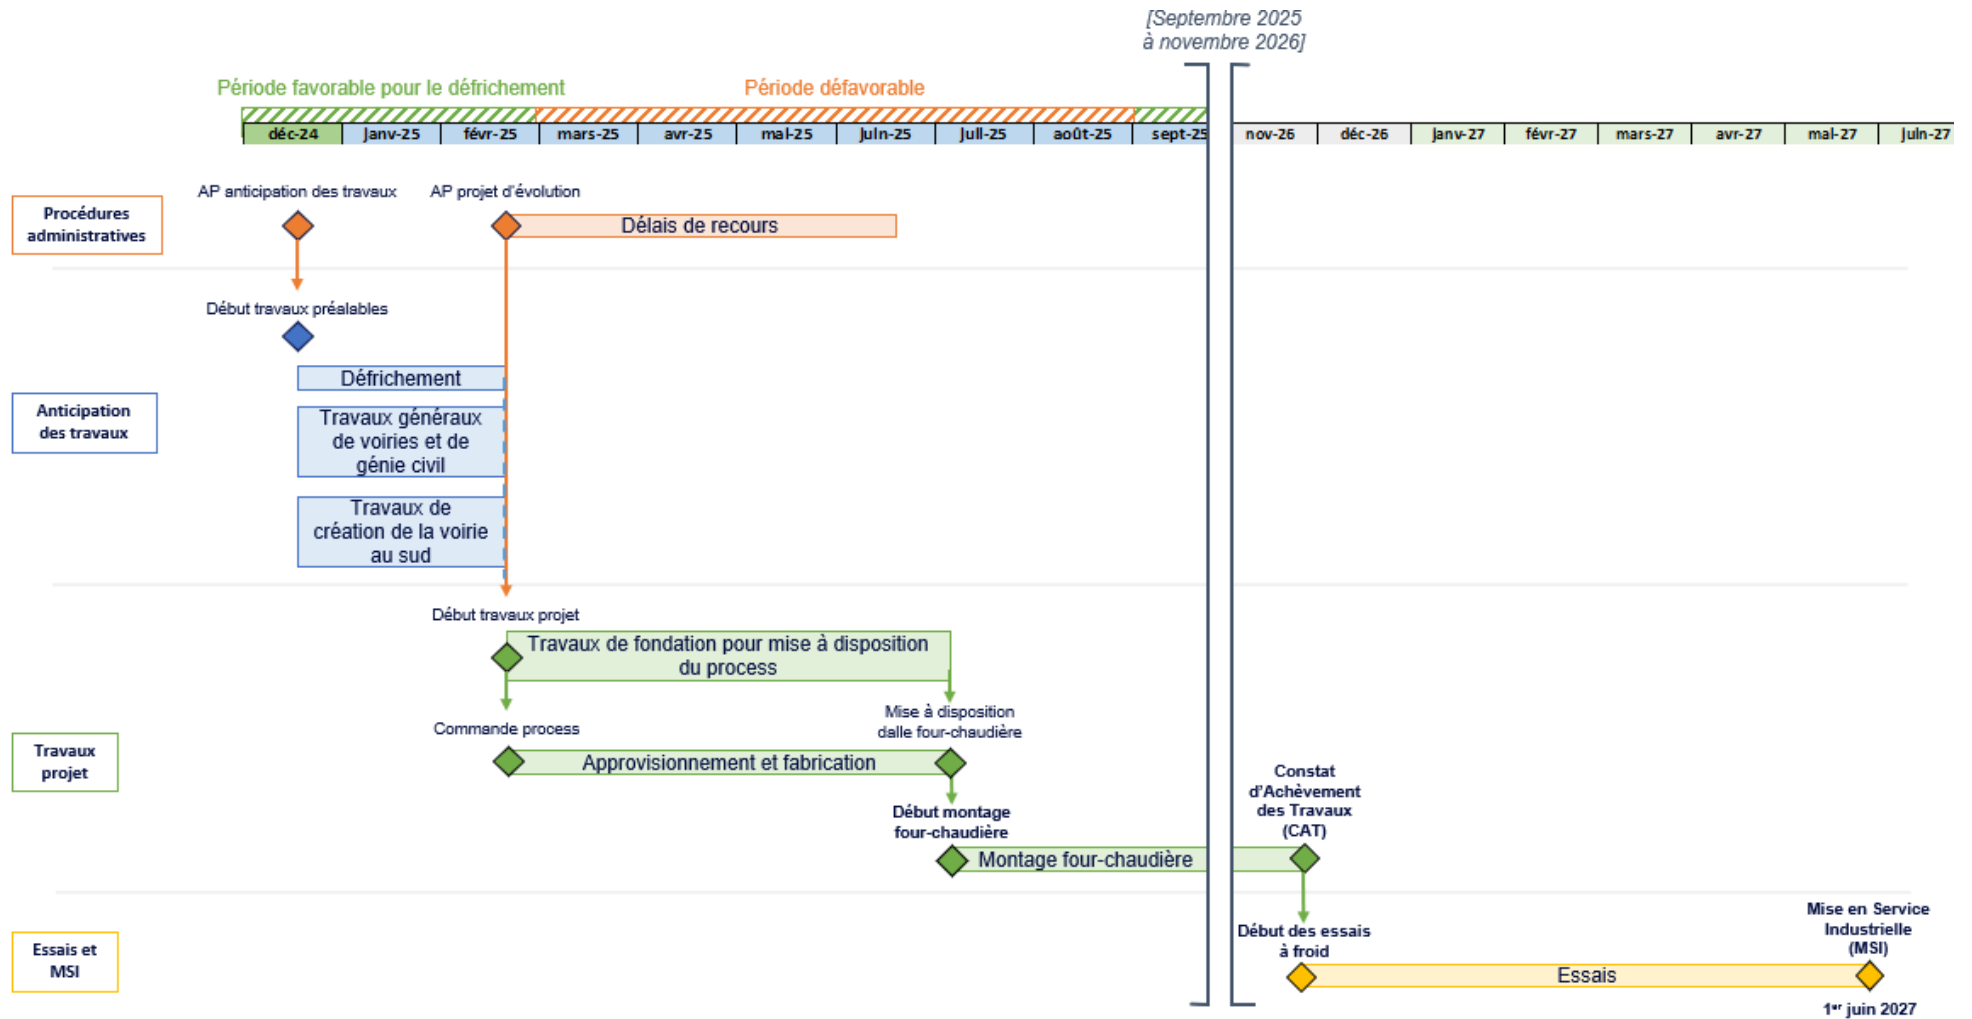 [Septembre 2025
à novembre 2026]
Période favorable pour le défrichement
Période défavorable
déc-24 janv-25 févr-25 mars-25 avr-25 mai-25 juin-25 juil-25 août-25 sept-25 nov-26 déc-26 janv-27 févr-27 mars-27 avr-27 mai-27 juin-27
AP anticipation des travaux
AP projet d'évolution
Procédures
administratives
Délais de recours
Début travaux préalables
Anticipation
des travaux
Défrichement
Travaux généraux
de voiries et de
génie civil
Travaux de
création de la voirie
au sud
Début travaux projet
Travaux de fondation pour mise à disposition
du process
Commande process
Mise à disposition
dalle four-chaudière
Travaux
projet
Approvisionnement et fabrication
Début montage
four-chaudière
Constat
d'Achèvement
des Travaux
(CAT)
Montage four-chaudière
Essais et
MSI
Début des essais
à froid
Mise en Service
Industrielle
(MSI)
Essais
1er juin 2027